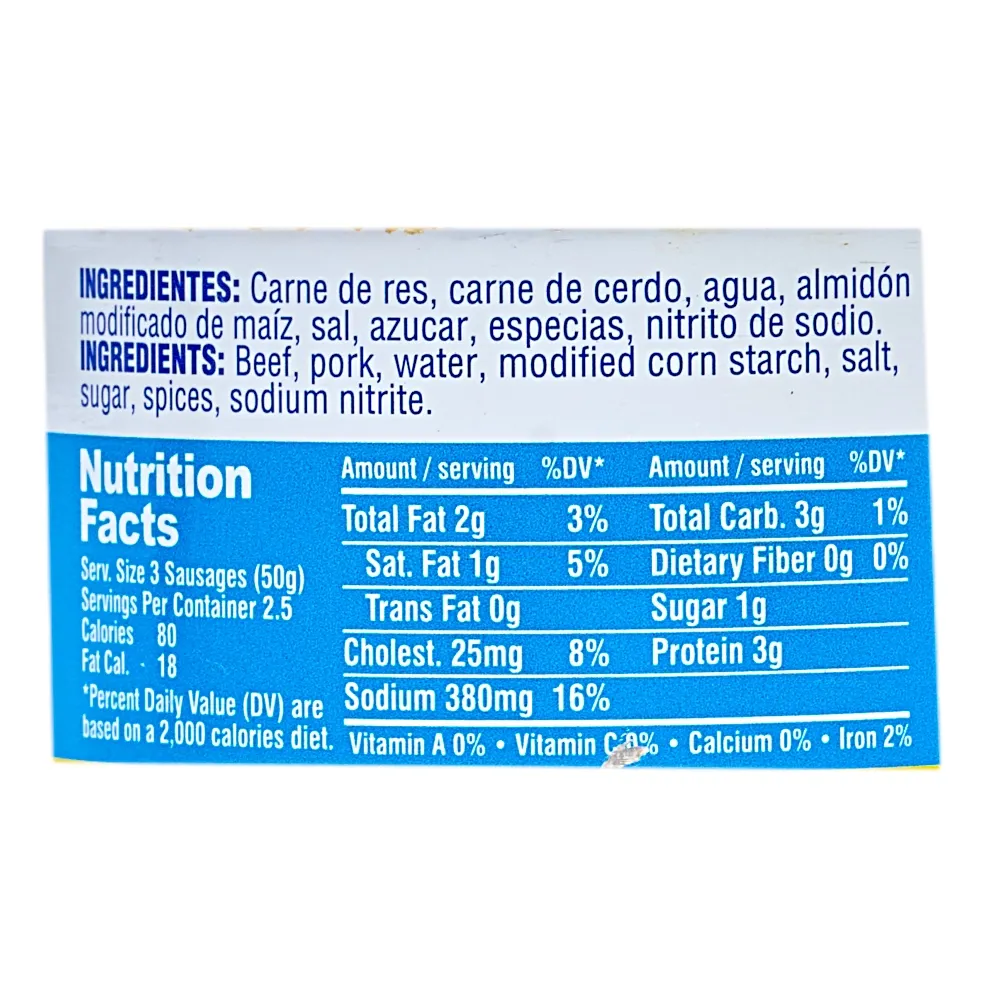 INGREDIENTES: Carne de res, carne de cerdo, agua, almidón
modificado de maíz, sal, azucar, especias, nitrito de sodio.
INGREDIENTS: Beef, pork, water, modified corn starch, salt,
sugar, spices, sodium nitrite.
Nutrition
Facts
Serv. Size 3 Sausages (50g)
Servings Per Container 2.5
Calories 80
Fat Cal. · 18
*Percent Daily Value (DV) are
based on a 2,000 calories diet.
Amount / serving %DV* Amount / serving %DV*
Total Fat 2g 3% Total Carb. 3g 1%
Sat. Fat 1g 5% Dietary Fiber 0g 0%
Trans Fat 0g Sugar 1g
Cholest. 25mg 8% Protein 3g
Sodium 380mg 16%
Vitamin A 0% • Vitamin C 0% • Calcium 0% • Iron 2%